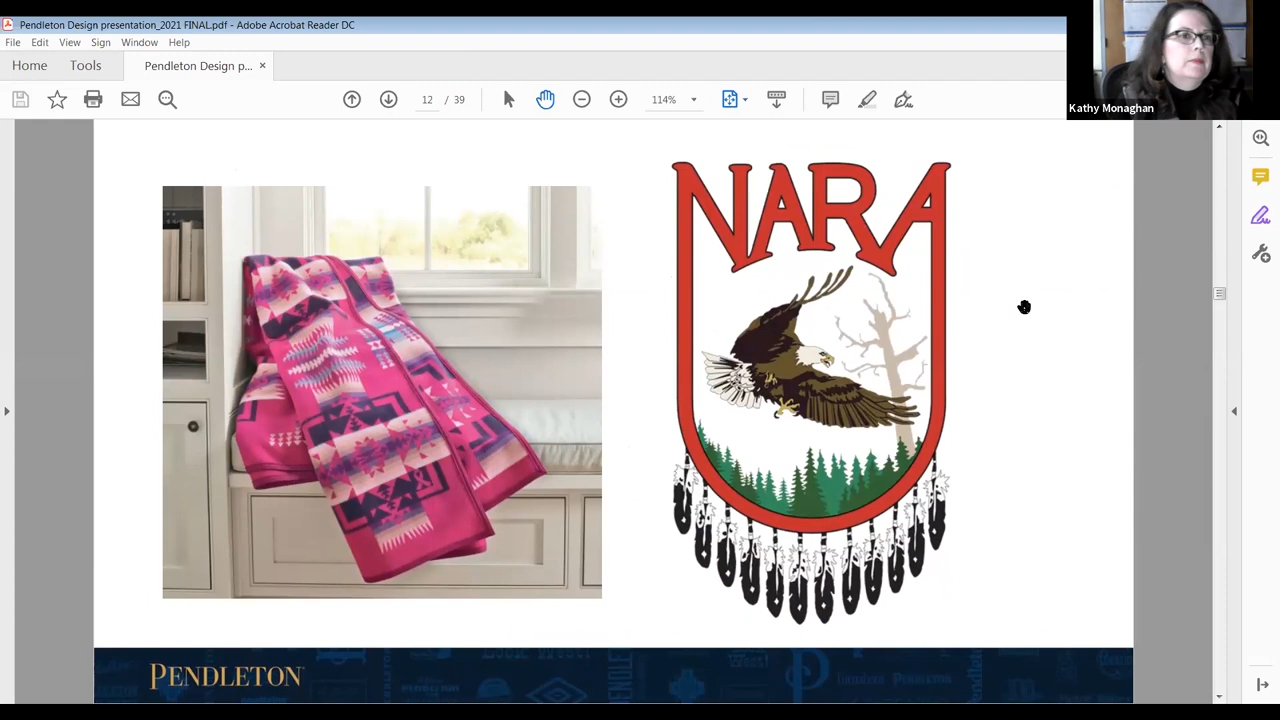 Pendleton Design presentation_2021 FINAL.pdf - Adobe Acrobat Reader DC
File Edit View Sign Window Help
Home Tools Pendleton Design p... ×
12 / 39 114%
Kathy Monaghan
NARA
PENDLETON